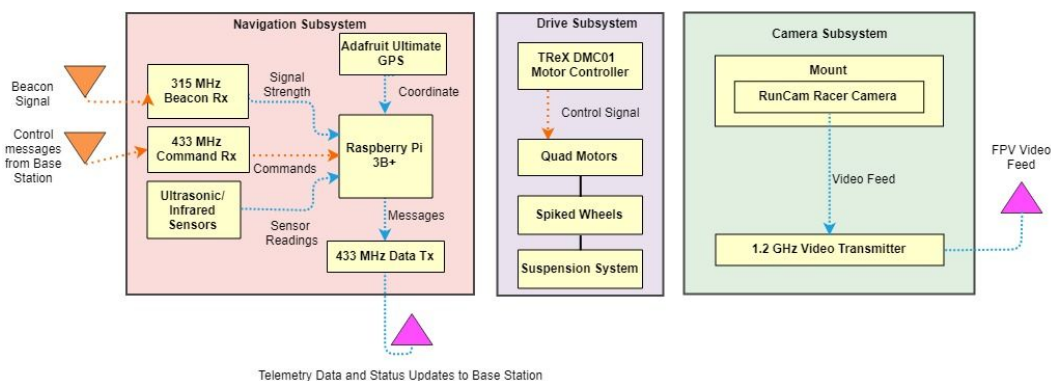 Navigation Subsystem
Adafruit Ultimate
GPS
Beacon
Signal
315 MHz
Beacon Rx
Signal
Strength
Coordinate
Control
messages
from Base
Station
433 MHz
Command Rx
Commands
Raspberry Pi
3B+
Ultrasonic/
Infrared
Sensors
Sensor
Readings
Messages
433 MHz Data Tx
Telemetry Data and Status Updates to Base Station
Drive Subsystem
TReX DMC01
Motor Controller
Control Signal
Quad Motors
Spiked Wheels
Suspension System
Camera Subsystem
Mount
RunCam Racer Camera
Video Feed
1.2 GHz Video Transmitter
FPV Video
Feed